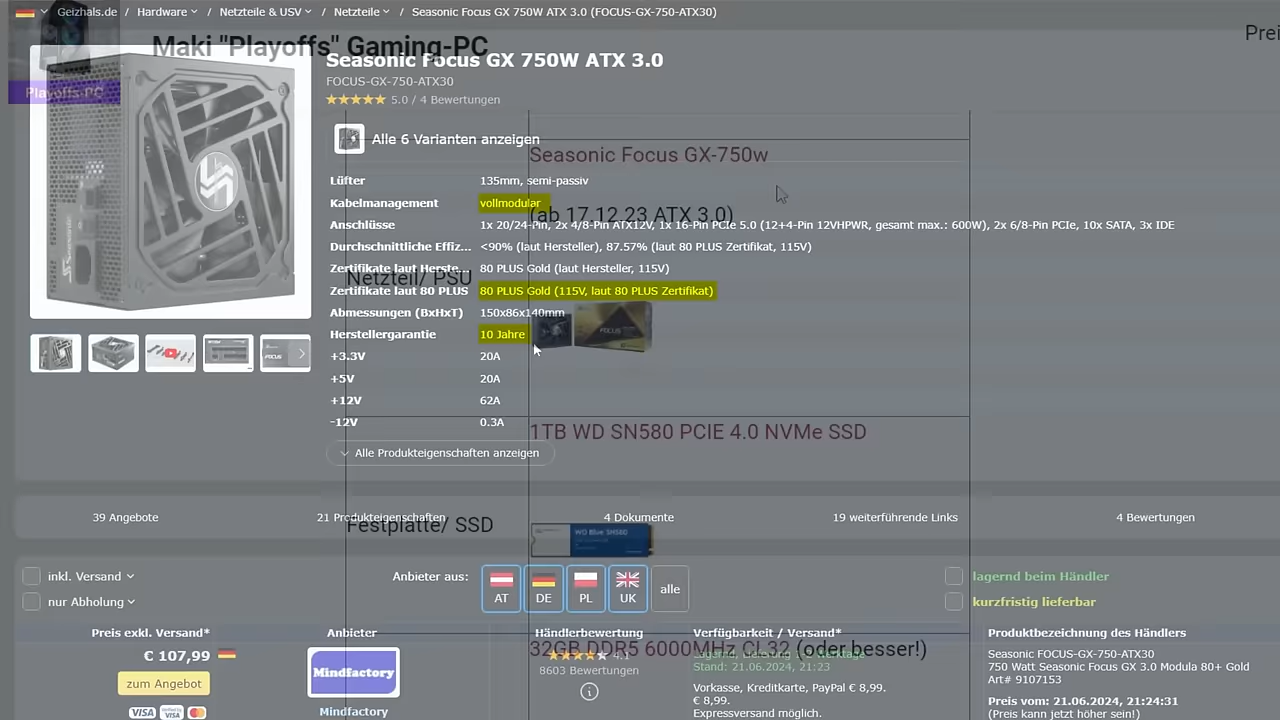 Geizhals.de / Hardware / Netzteile & USV / Netzteile / Seasonic Focus GX 750W ATX 3.0 (FOCUS-GX-750-ATX30)
Prei
Maki "Playoffs" Gaming-PC
Seasonic Focus GX 750W ATX 3.0
FOCUS-GX-750-ATX30
Playoffs-PC
5.0 / 4 Bewertungen
Alle 6 Varianten anzeigen
Seasonic Focus GX-750w
Lüfter 135mm, semi-passiv
Kabelmanagement vollmodular
(ab 17.12.23 ATX 3.0)
Anschlüsse 1x 20/24-Pin, 2x 4/8-Pin ATX12V, 1x 16-Pin PCIe 5.0 (12+4-Pin 12VHPWR, gesamt max.: 600W), 2x 6/8-Pin PCIe, 10x SATA, 3x IDE
Durchschnittliche Effiz... <90% (laut Hersteller), 87.57% (laut 80 PLUS Zertifikat, 115V)
Zertifikate laut Herste... 80 PLUS Gold (laut Hersteller, 115V)
Netzteil/ PSU
Zertifikate laut 80 PLUS 80 PLUS Gold (115V, laut 80 PLUS Zertifikat)
Abmessungen (BxHxT) 150x86x140mm
Herstellergarantie 10 Jahre
FOCUS
+3.3V 20A
+5V 20A
+12V 62A
-12V 0.3A
1TB WD SN580 PCIE 4.0 NVMe SSD
Alle Produkteigenschaften anzeigen
39 Angebote 21 Produkteigenschaften 4 Dokumente 19 weiterführende Links 4 Bewertungen
Festplatte/ SSD
WD Blue SN580
inkl. Versand Anbieter aus: AT DE PL UK alle lagernd beim Händler
nur Abholung kurzfristig lieferbar
Preis exkl. Versand* Anbieter Händlerbewertung Verfügbarkeit / Versand* Produktbezeichnung des Händlers
32GB DDR5 6000MHz CL32 (oder besser!)
€ 107,99 4.1 FOCUS-GX-750-ATX30
8603 Bewertungen Stand: 21.06.2024, 21:23 750 Watt Seasonic Focus GX 3.0 Modula 80+ Gold
zum Angebot Mindfactory Vorkasse, Kreditkarte, PayPal € 8,99. Art# 9107153
€ 8,99. Preis vom: 21.06.2024, 21:24:31
VISA VISA Mindfactory Expressversand möglich. (Preis kann jetzt höher sein!)